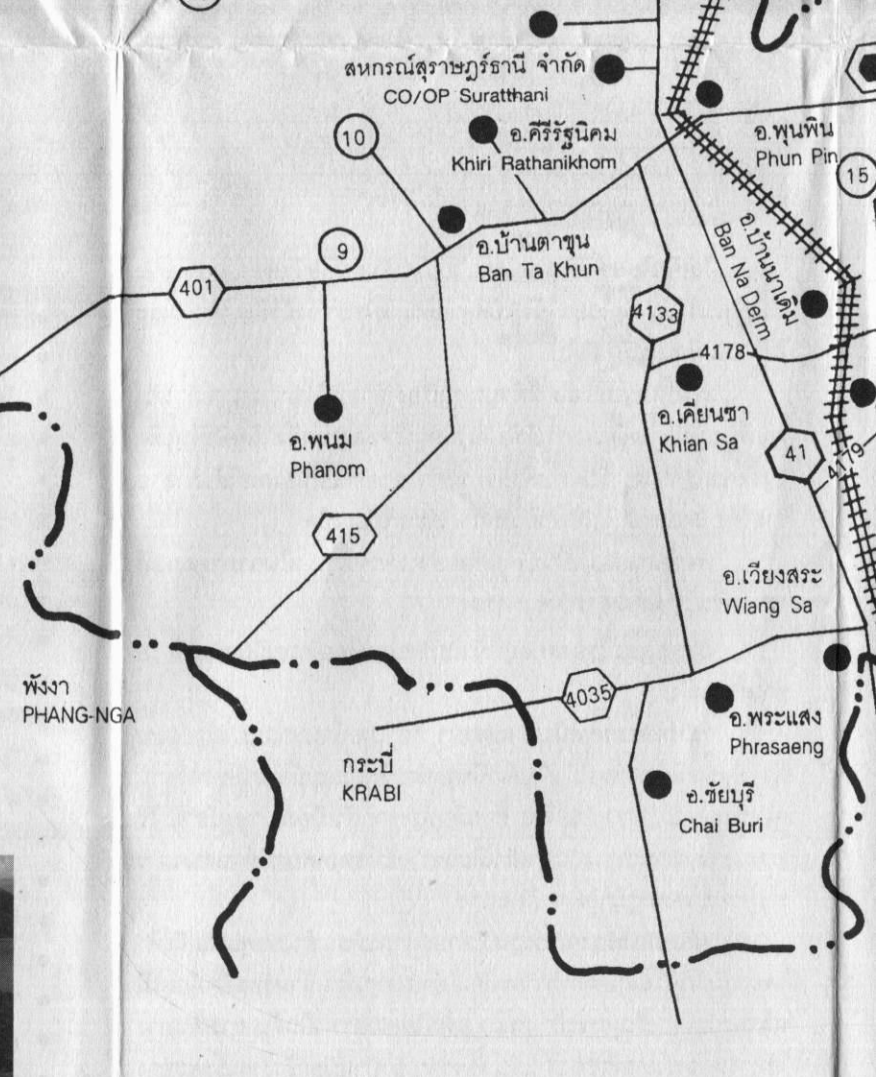 สหกรณ์สุราษฎร์ธานี จำกัด
CO/OP Suratthani
10
อ.คีรีรัฐนิคม
Khiri Rathanikhom
อ.พุนพิน
Phun Pin
15
9
อ.บ้านตาขุน
Ban Ta Khun
อ.บ้านนาเดิม
Ban Na Derm
401
4133
4178
อ.เคียนซา
Khian Sa
อ.พนม
Phanom
41
4179
415
อ.เวียงสระ
Wiang Sa
พังงา
PHANG-NGA
4035
อ.พระแสง
Phrasaeng
กระบี่
KRABI
อ.ชัยบุรี
Chai Buri